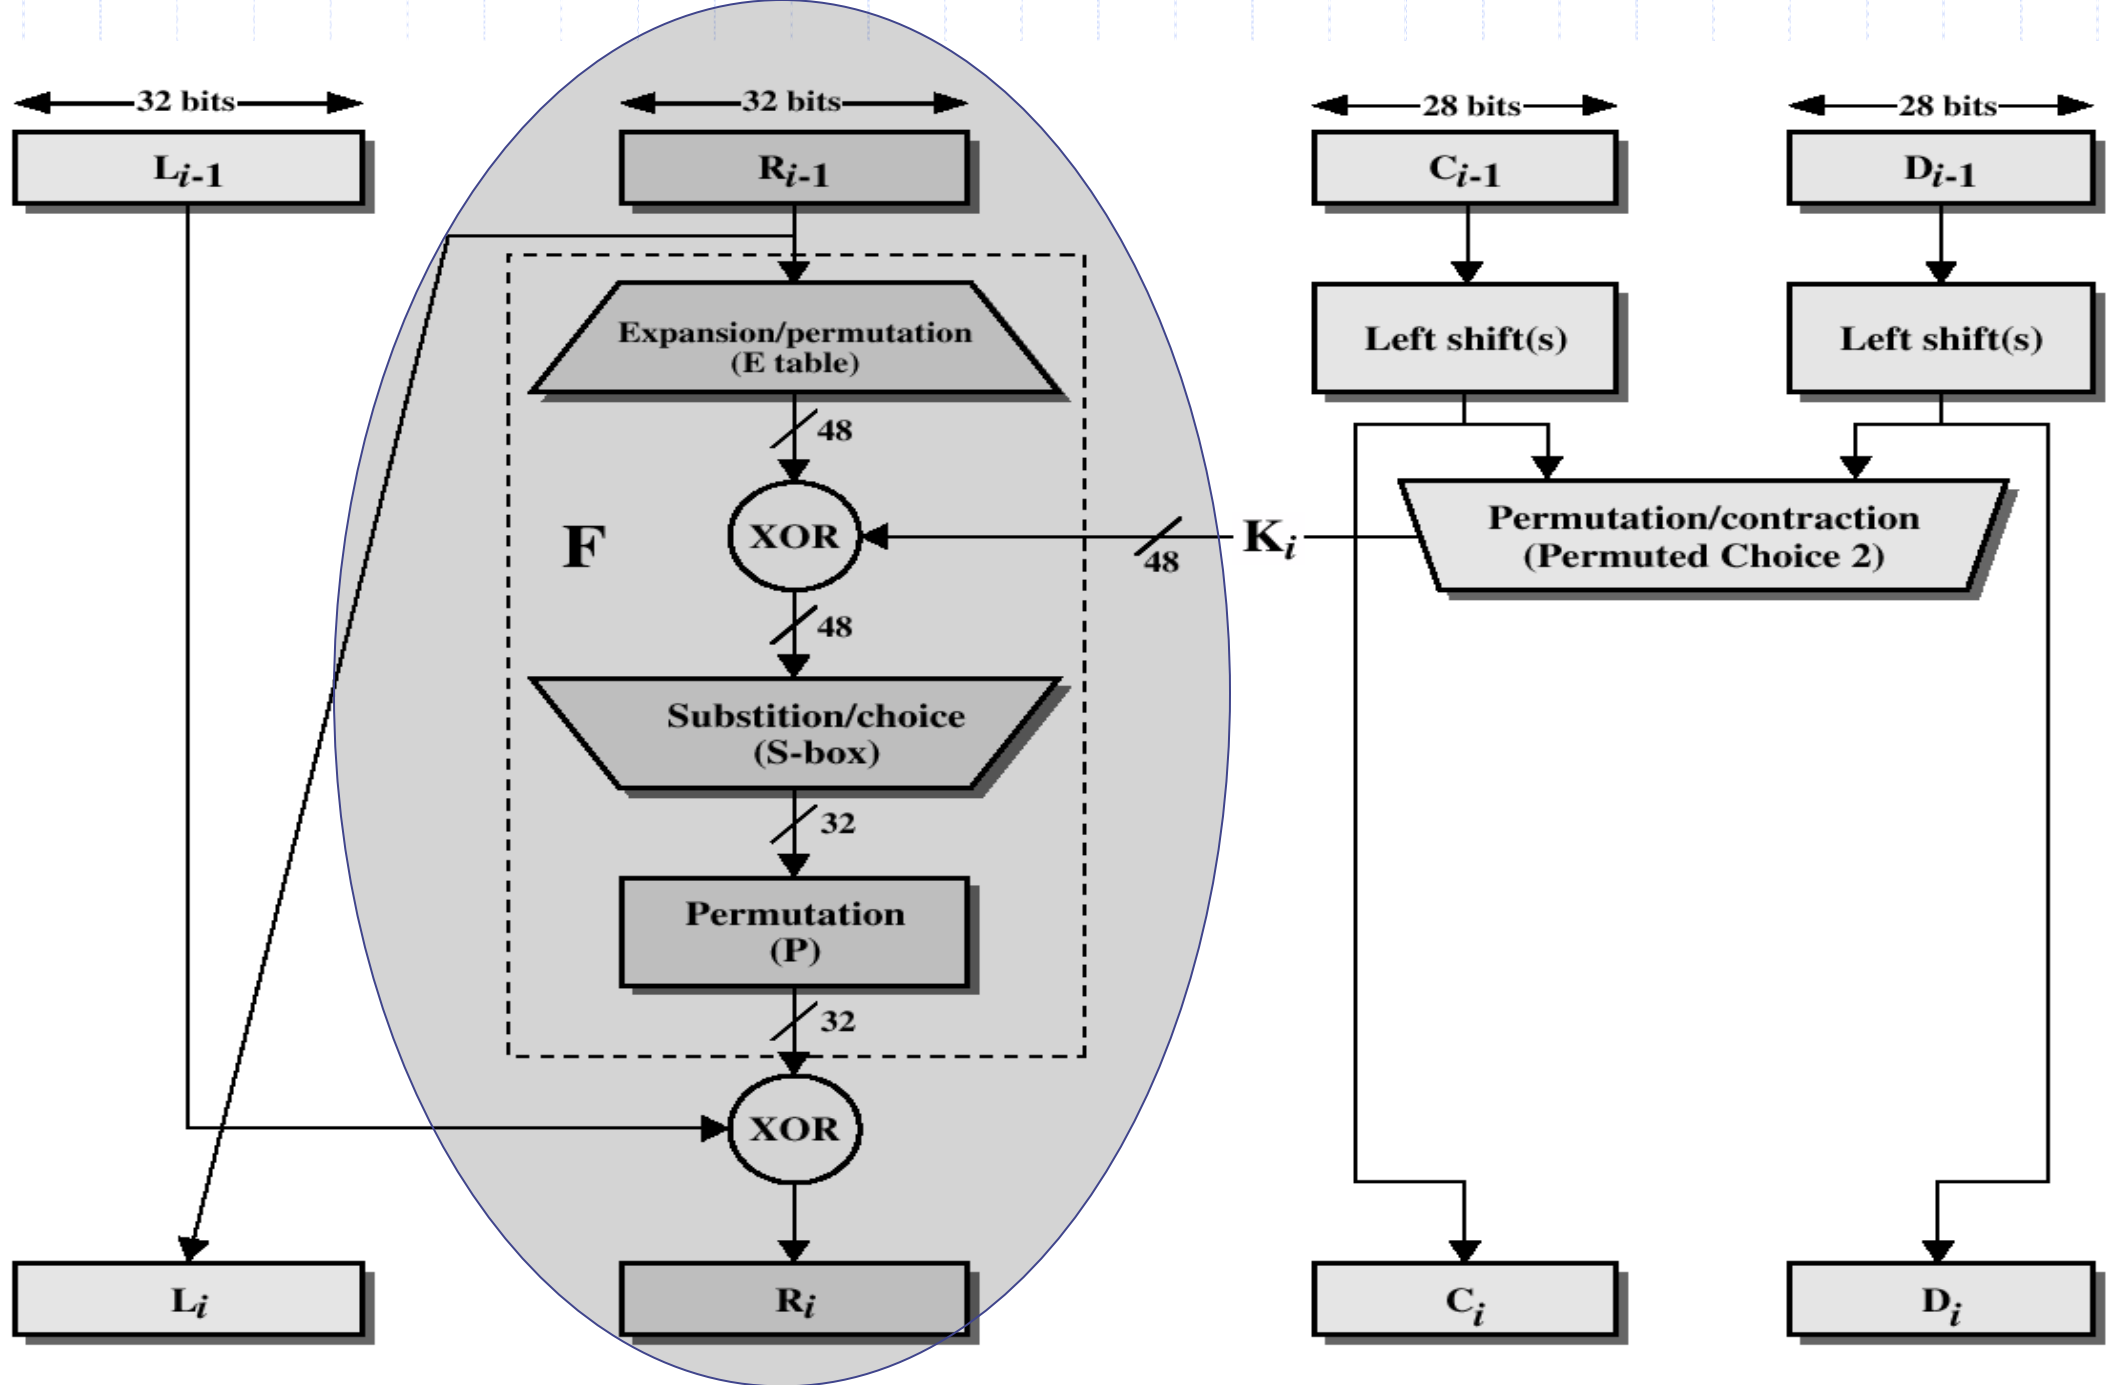 32 bits
32 bits
28 bits
28 bits
Li-1
Ri-1
Ci-1
Di-1
Expansion/permutation
(E table)
Left shift(s)
Left shift(s)
48
F
XOR
48
Ki
Permutation/contraction
(Permuted Choice 2)
48
Substition/choice
(S-box)
32
Permutation
(P)
32
XOR
Li
Ri
Ci
Di